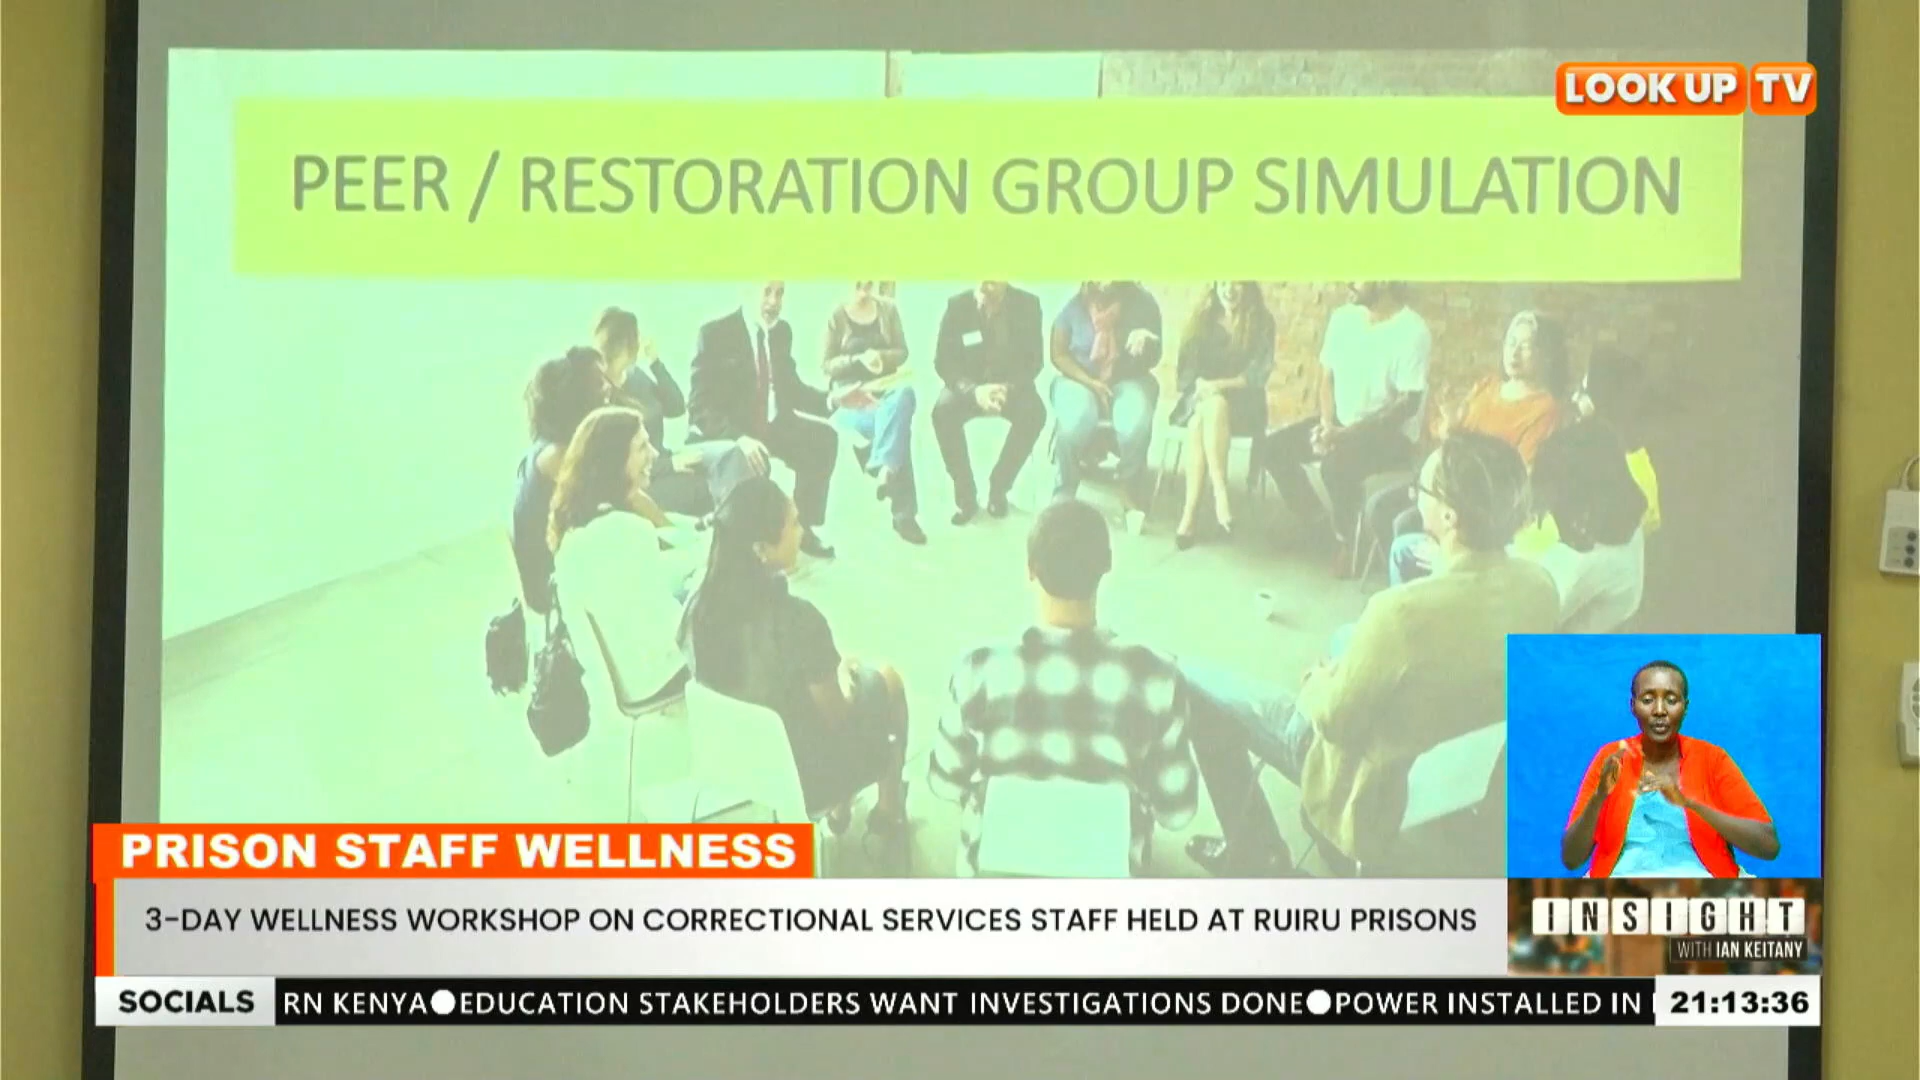 LOOK UP TV
PEER / RESTORATION GROUP SIMULATION
PRISON STAFF WELLNESS
3-DAY WELLNESS WORKSHOP ON CORRECTIONAL SERVICES STAFF HELD AT RUIRU PRISONS
INSIGHT
WITH IAN KEITANY
SOCIALS
RN KENYA●EDUCATION STAKEHOLDERS WANT INVESTIGATIONS DONE●POWER INSTALLED IN
21:13:36